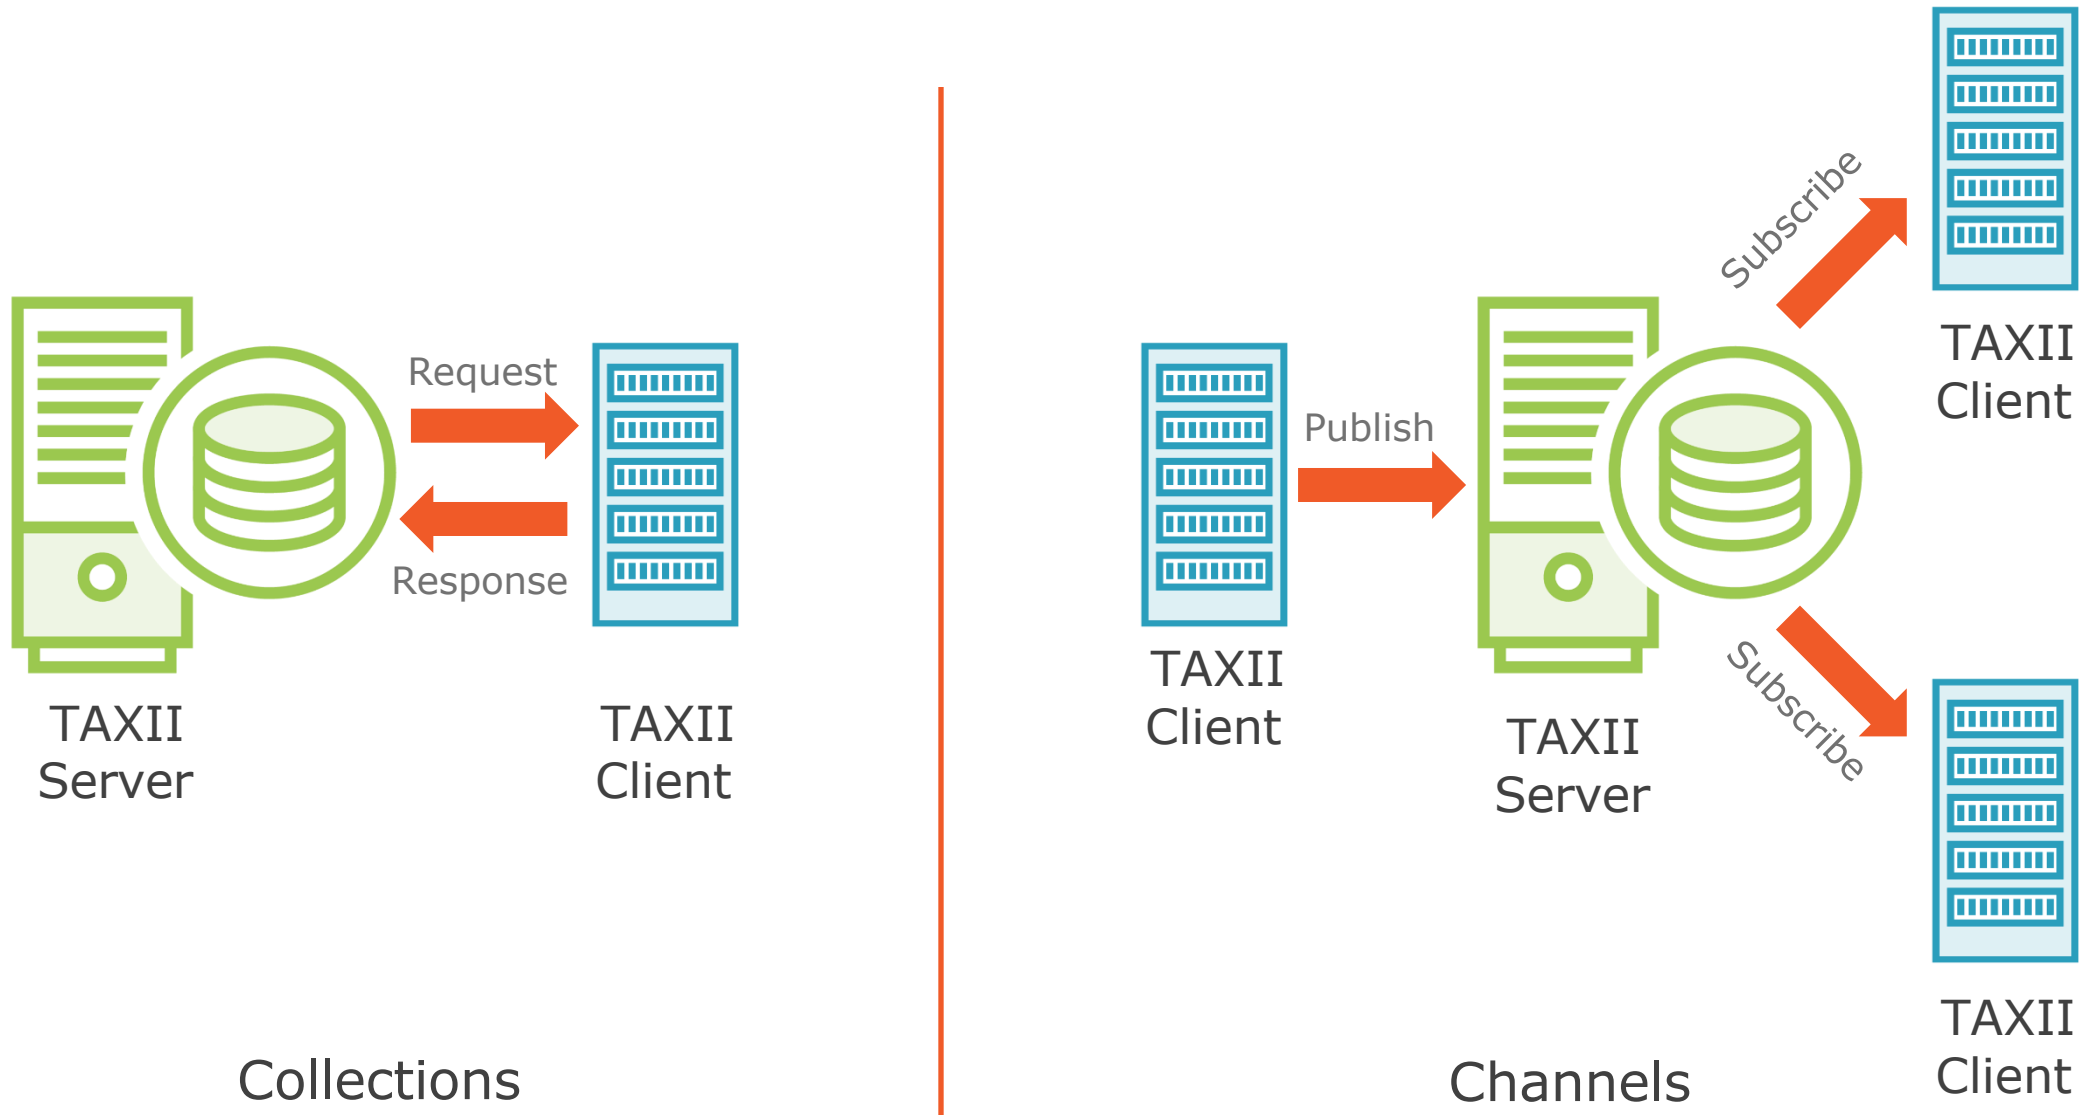 Request
Response
TAXII
Server
TAXII
Client
Collections
Publish
Subscribe
Subscribe
TAXII
Client
TAXII
Server
TAXII
Client
TAXII
Client
Channels